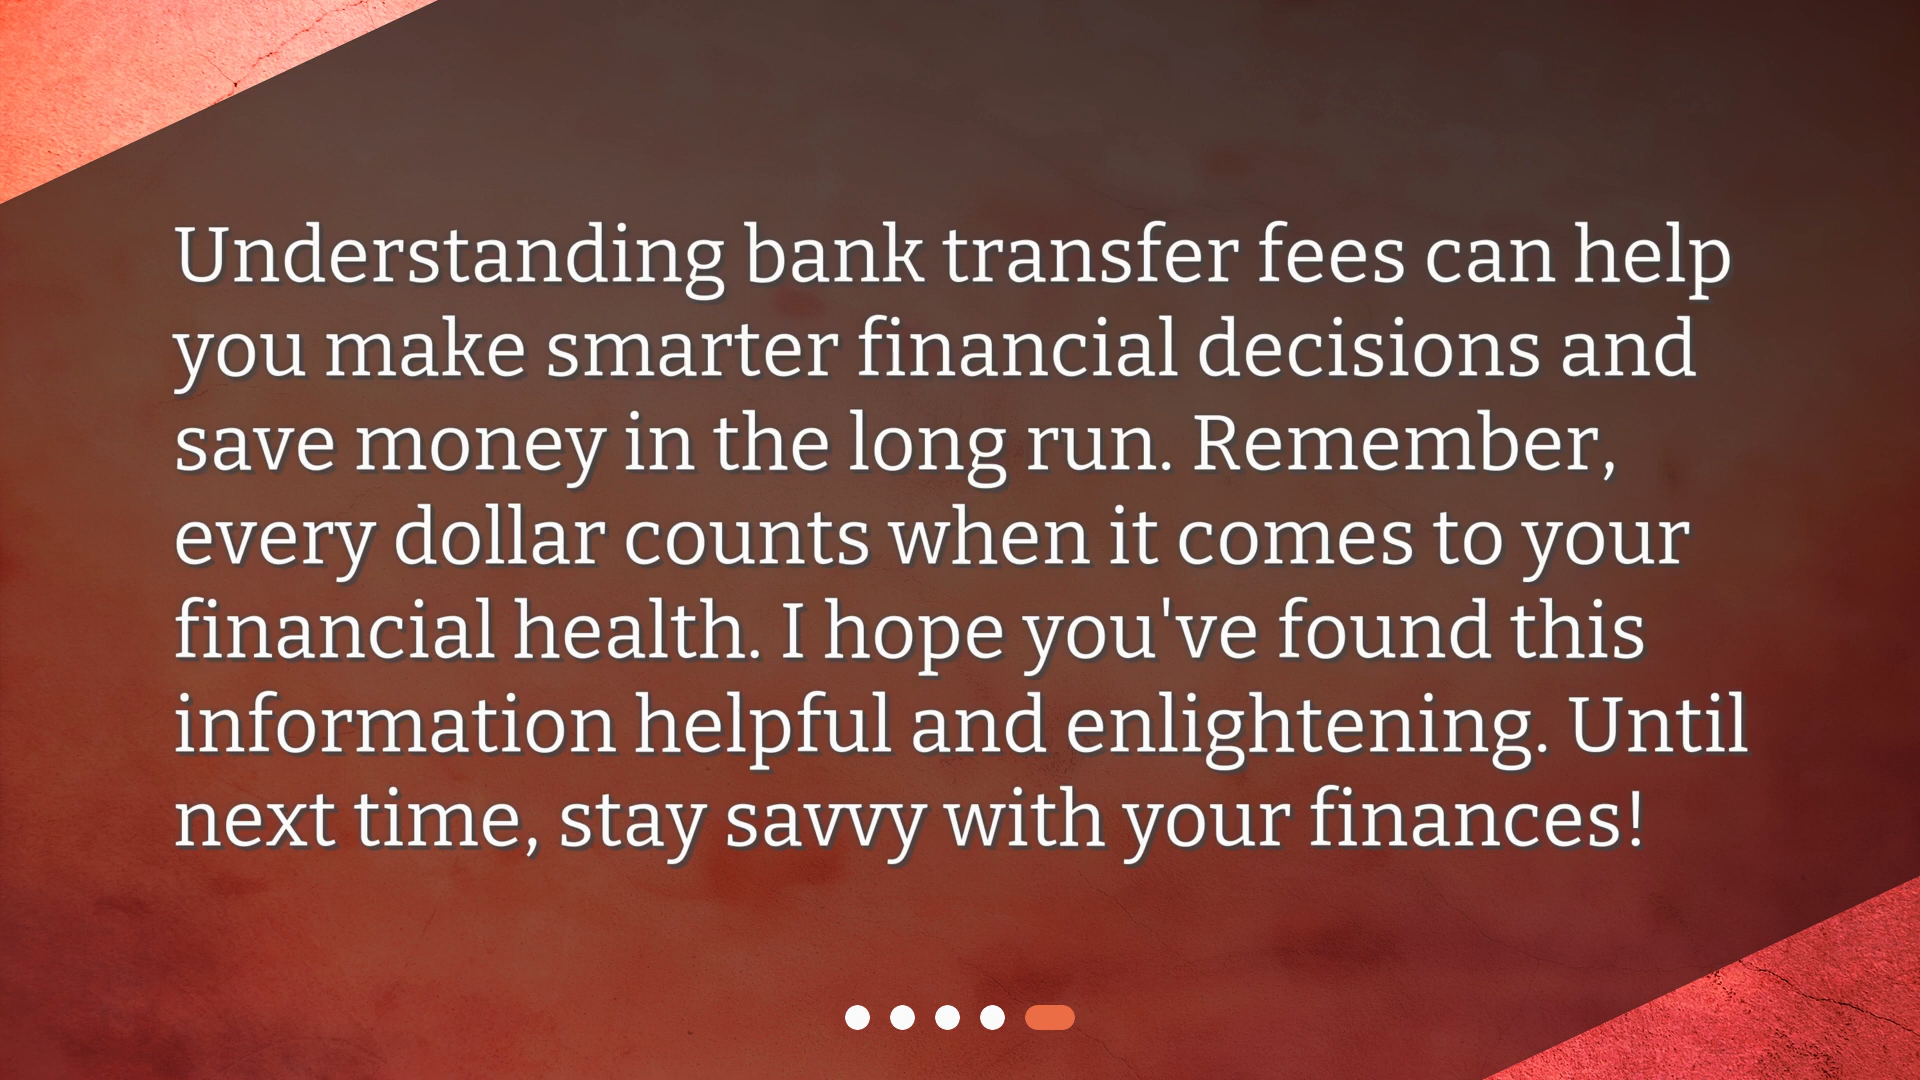 Understanding bank transfer fees can help
you make smarter financial decisions and
save money in the long run. Remember,
every dollar counts when it comes to your
financial health. I hope you've found this
information helpful and enlightening. Until
next time, stay savvy with your finances!